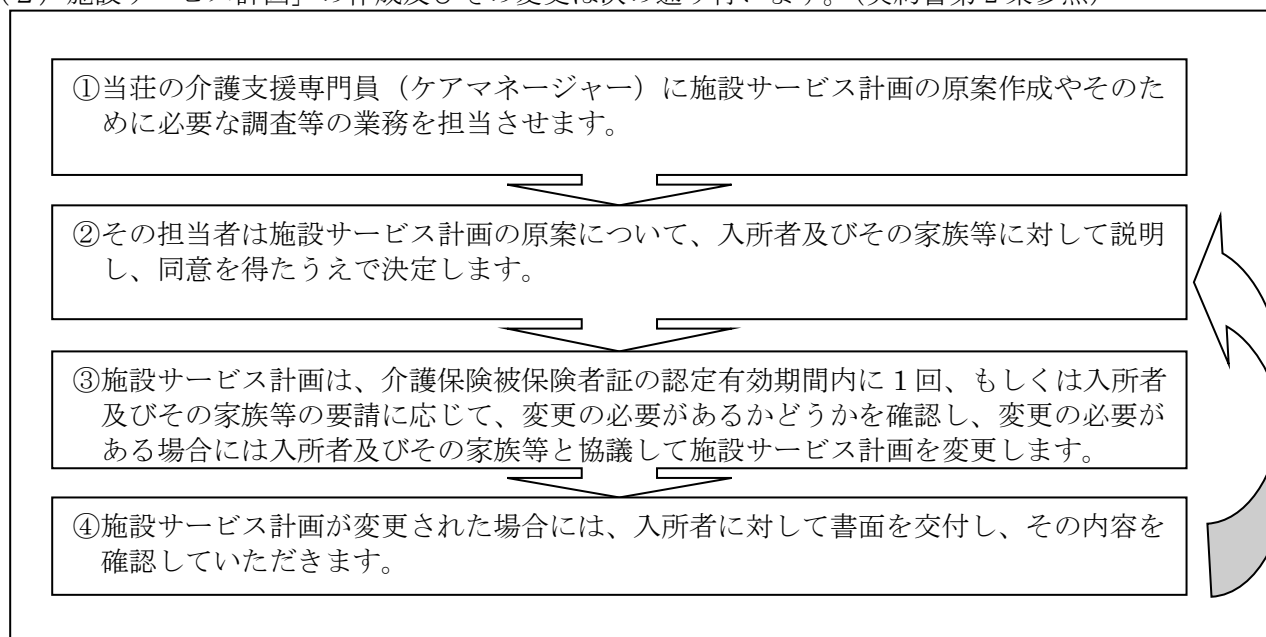 (2)「施設サービス計画」の作成及びその変更は次の通り行います。(契約書第2条参照)
①当荘の介護支援専門員(ケアマネージャー)に施設サービス計画の原案作成やそのた
めに必要な調査等の業務を担当させます。
②その担当者は施設サービス計画の原案について、入所者及びその家族等に対して説明
し、同意を得たうえで決定します。
③施設サービス計画は、介護保険被保険者証の認定有効期間内に1回、もしくは入所者
及びその家族等の要請に応じて、変更の必要があるかどうかを確認し、変更の必要が
ある場合には入所者及びその家族等と協議して施設サービス計画を変更します。
④施設サービス計画が変更された場合には、入所者に対して書面を交付し、その内容を
確認していただきます。